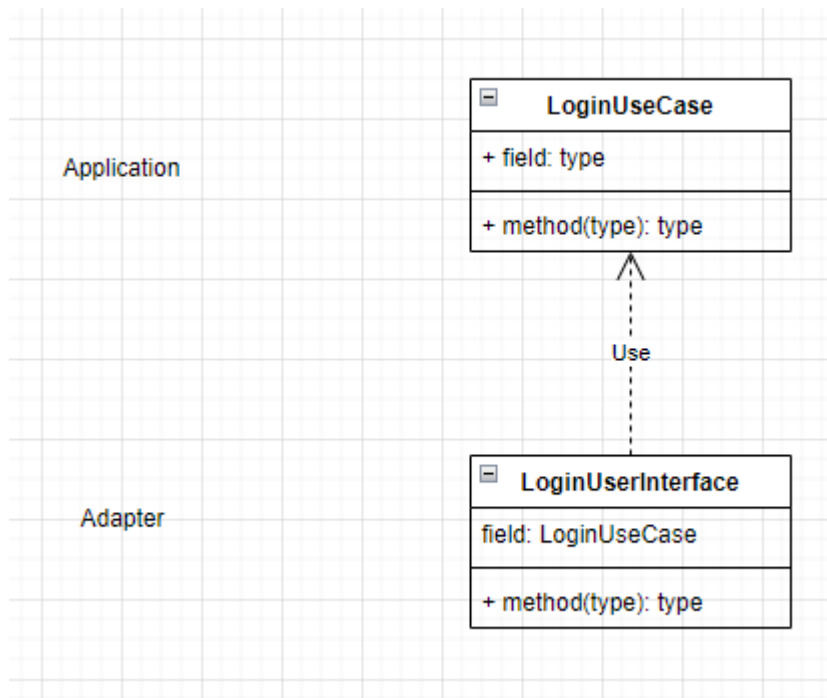 LoginUseCase
+ field: type
Application
+ method(type): type
Use
LoginUserInterface
Adapter
field: LoginUseCase
+ method(type): type